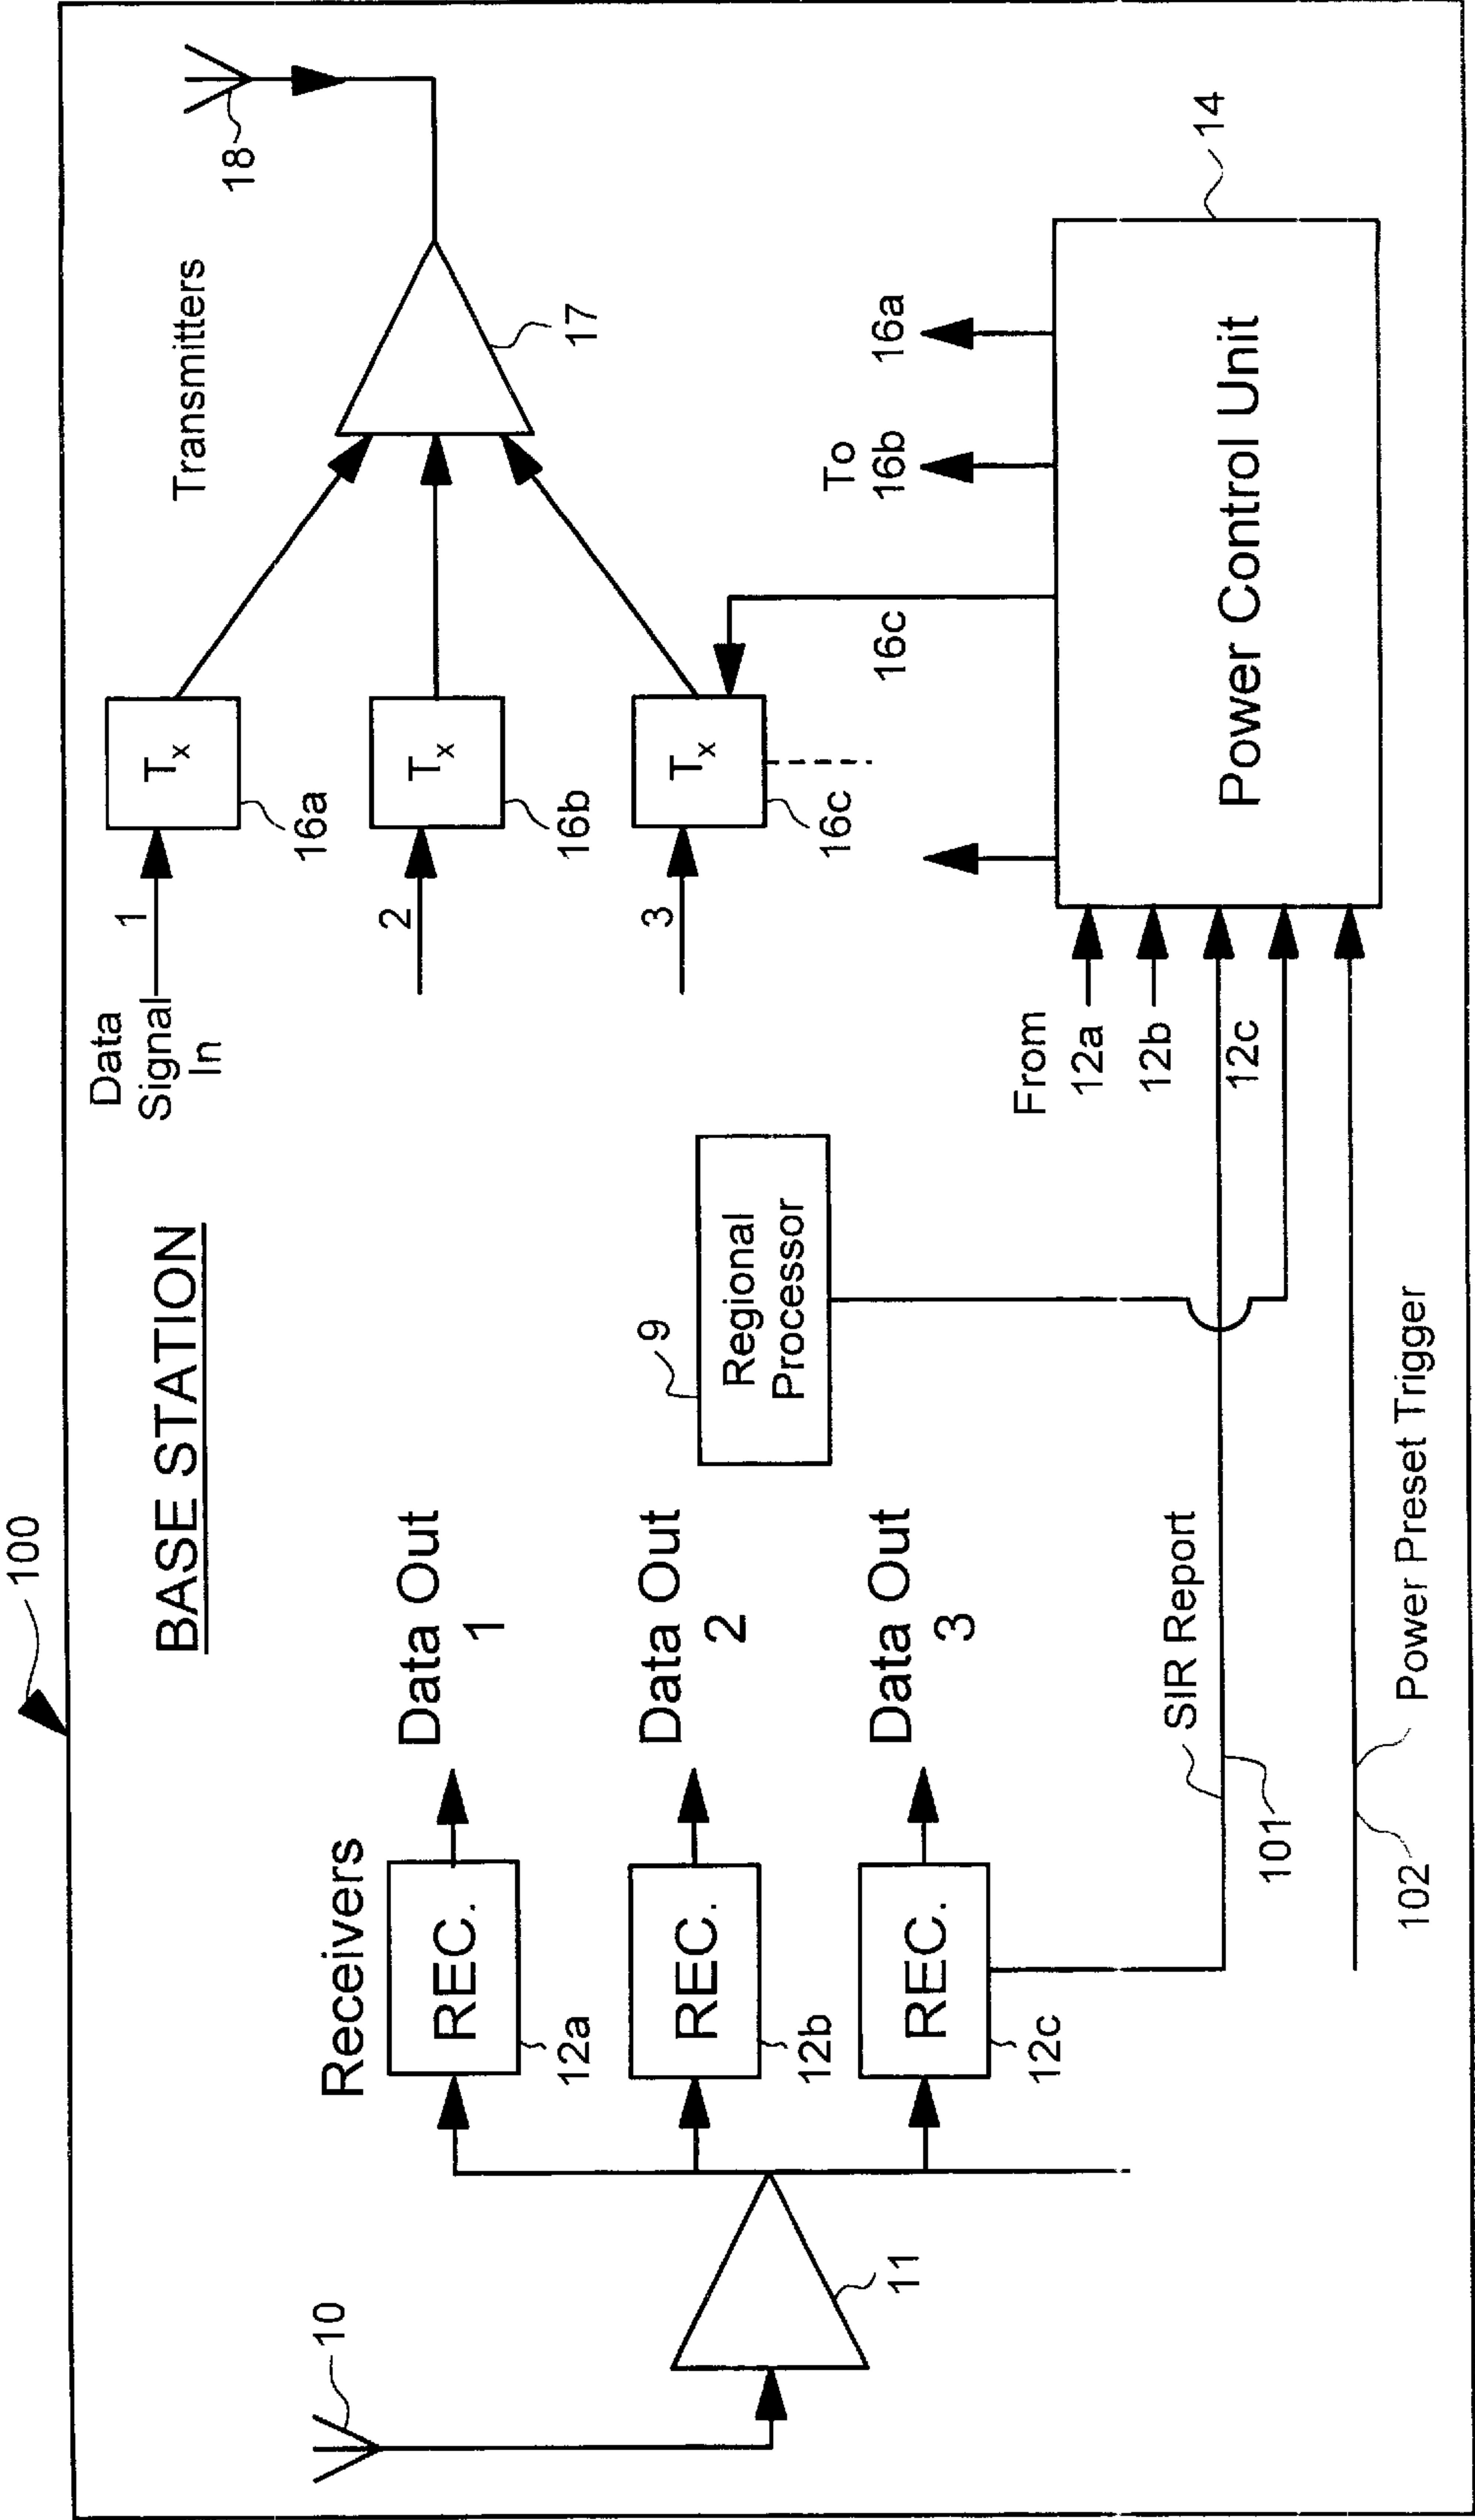 100
BASE STATION
10
11
Receivers
REC.
12a
REC.
12b
REC.
12c
Data Out
1
Data Out
2
Data Out
3
9
Regional
Processor
SIR Report
101
102
Power Preset Trigger
Data
Signal
In
1
2
3
Tx
16a
Tx
16b
Tx
16c
Transmitters
17
18
From
12a
12b
12c
16c
To
16b
16a
Power Control Unit
14